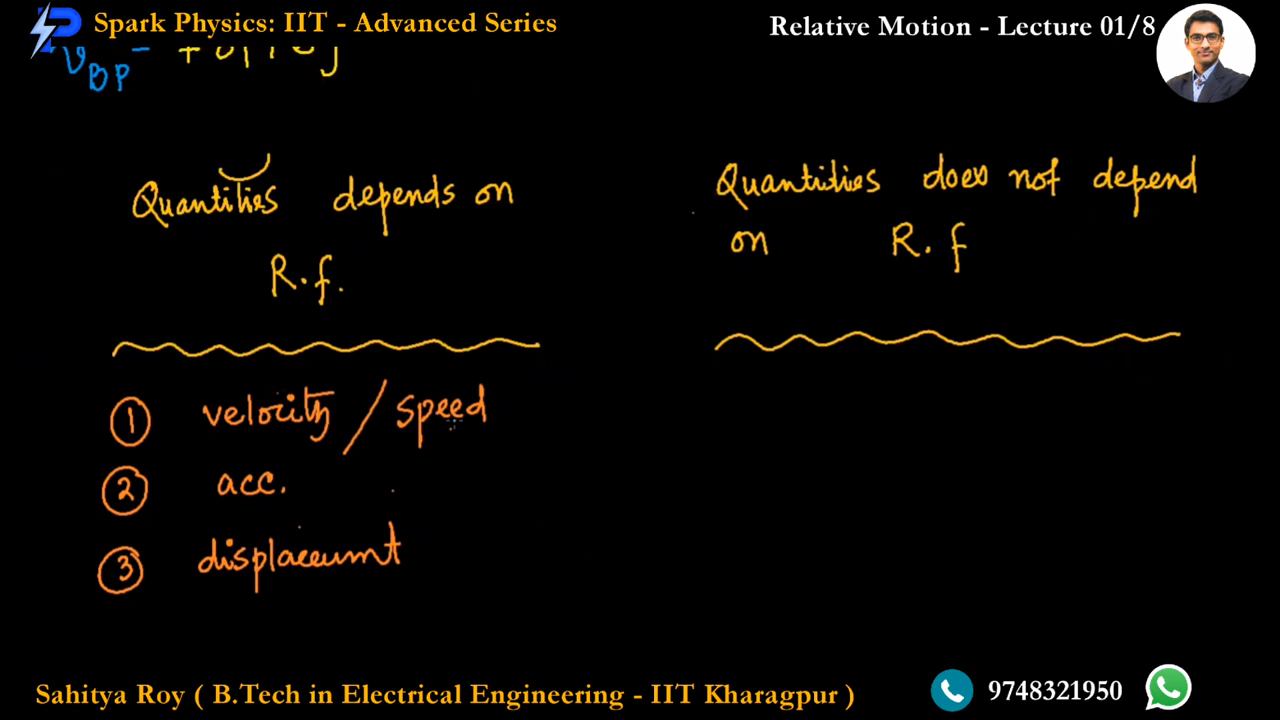 Spark Physics: IIT - Advanced Series
Relative Motion - Lecture 01/8
Quantities depends on
R.f.
Quantities does not depend
on R.f
① velocity / speed
② acc.
③ displacement
Sahitya Roy ( B.Tech in Electrical Engineering - IIT Kharagpur )
9748321950